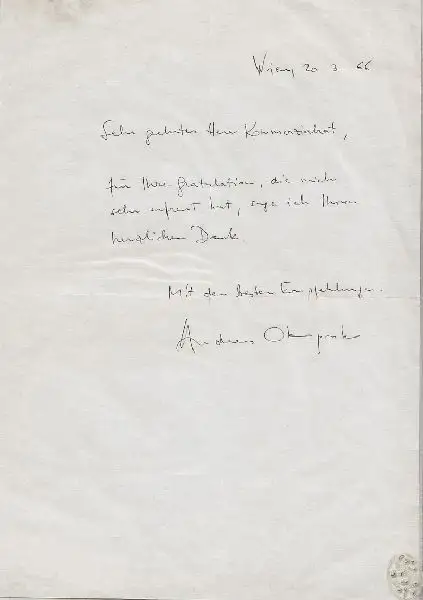 Wien, 20 3 66
Sehr geehrter Herr Kommerzialrat,
für Ihre Gratulation, die mich
sehr erfreut hat, sage ich Ihnen
herzlichen Dank.
Mit den besten Empfehlungen.
Andreas